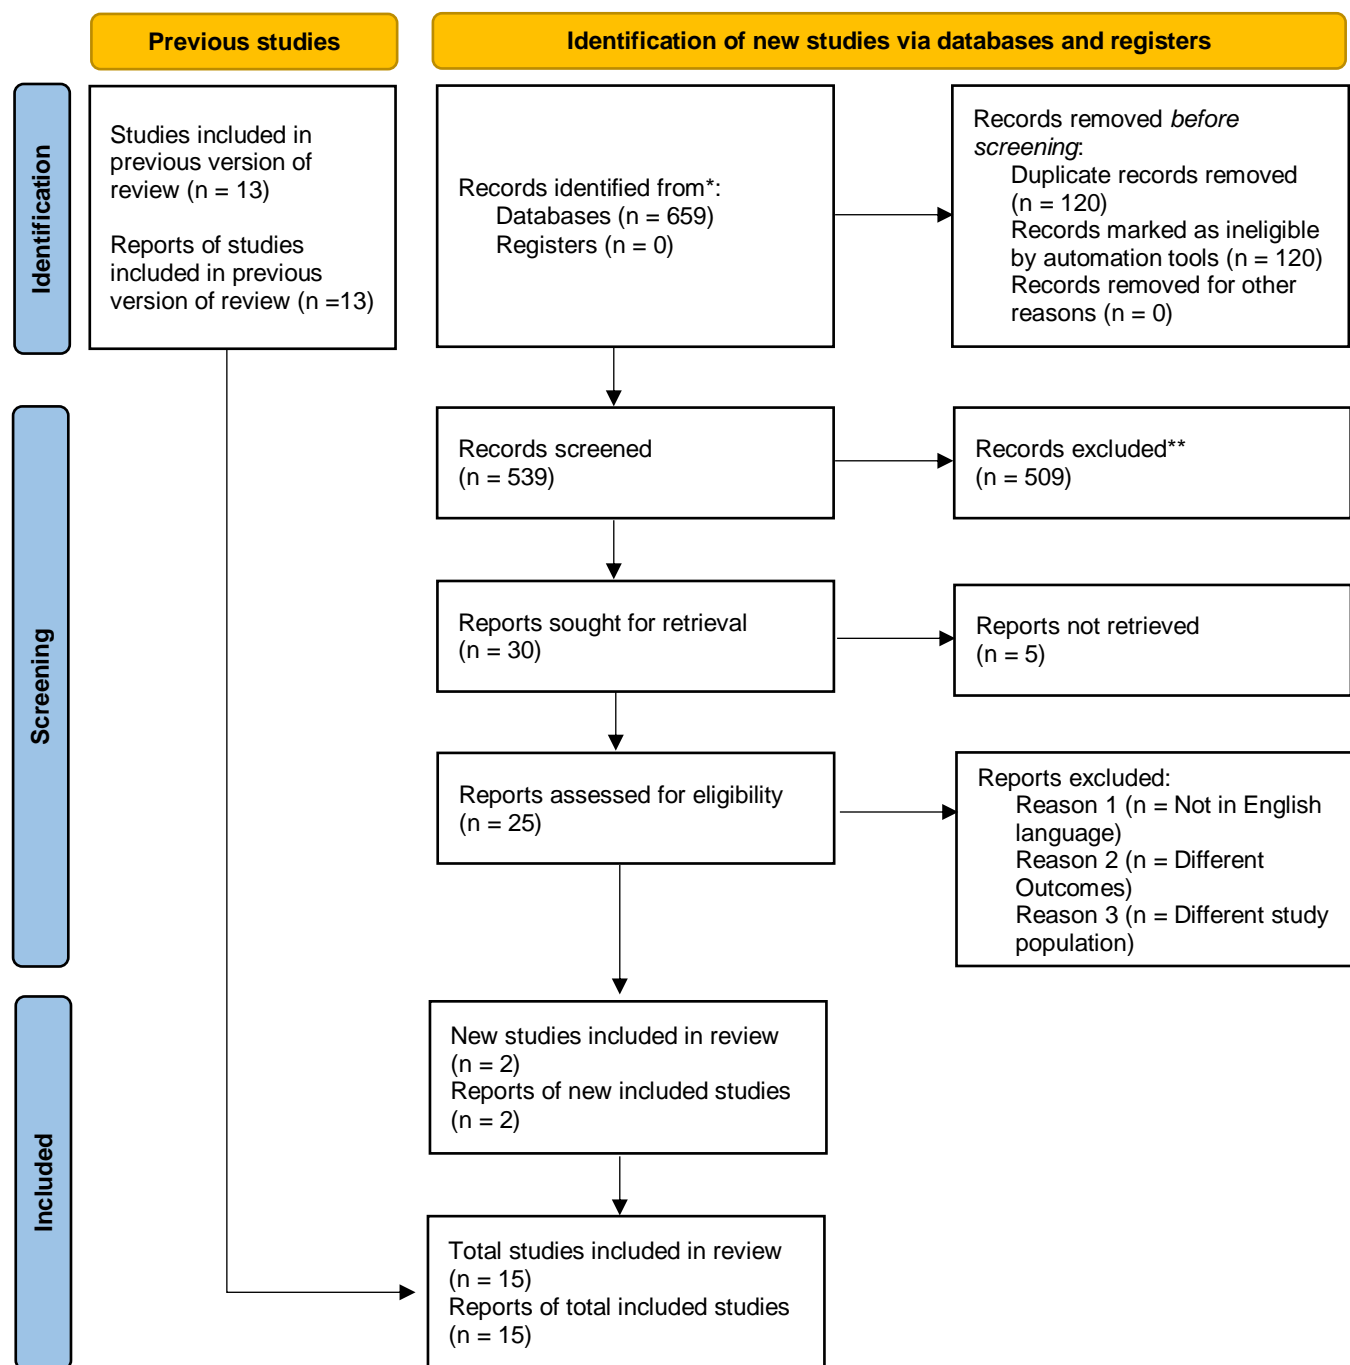 Previous studies
Identification of new studies via databases and registers
Identification
Studies included in
previous version of
review (n = 13)
Reports of studies
included in previous
version of review (n =13)
Records identified from*:
Databases (n = 659)
Registers (n = 0)
Records removed before
screening:
Duplicate records removed
(n = 120)
Records marked as ineligible
by automation tools (n = 120)
Records removed for other
reasons (n = 0)
Screening
Records screened
(n = 539)
Records excluded**
(n = 509)
Reports sought for retrieval
(n = 30)
Reports not retrieved
(n = 5)
Reports assessed for eligibility
(n = 25)
Reports excluded:
Reason 1 (n = Not in English
language)
Reason 2 (n = Different
Outcomes)
Reason 3 (n = Different study
population)
Included
New studies included in review
(n = 2)
Reports of new included studies
(n = 2)
Total studies included in review
(n = 15)
Reports of total included studies
(n = 15)